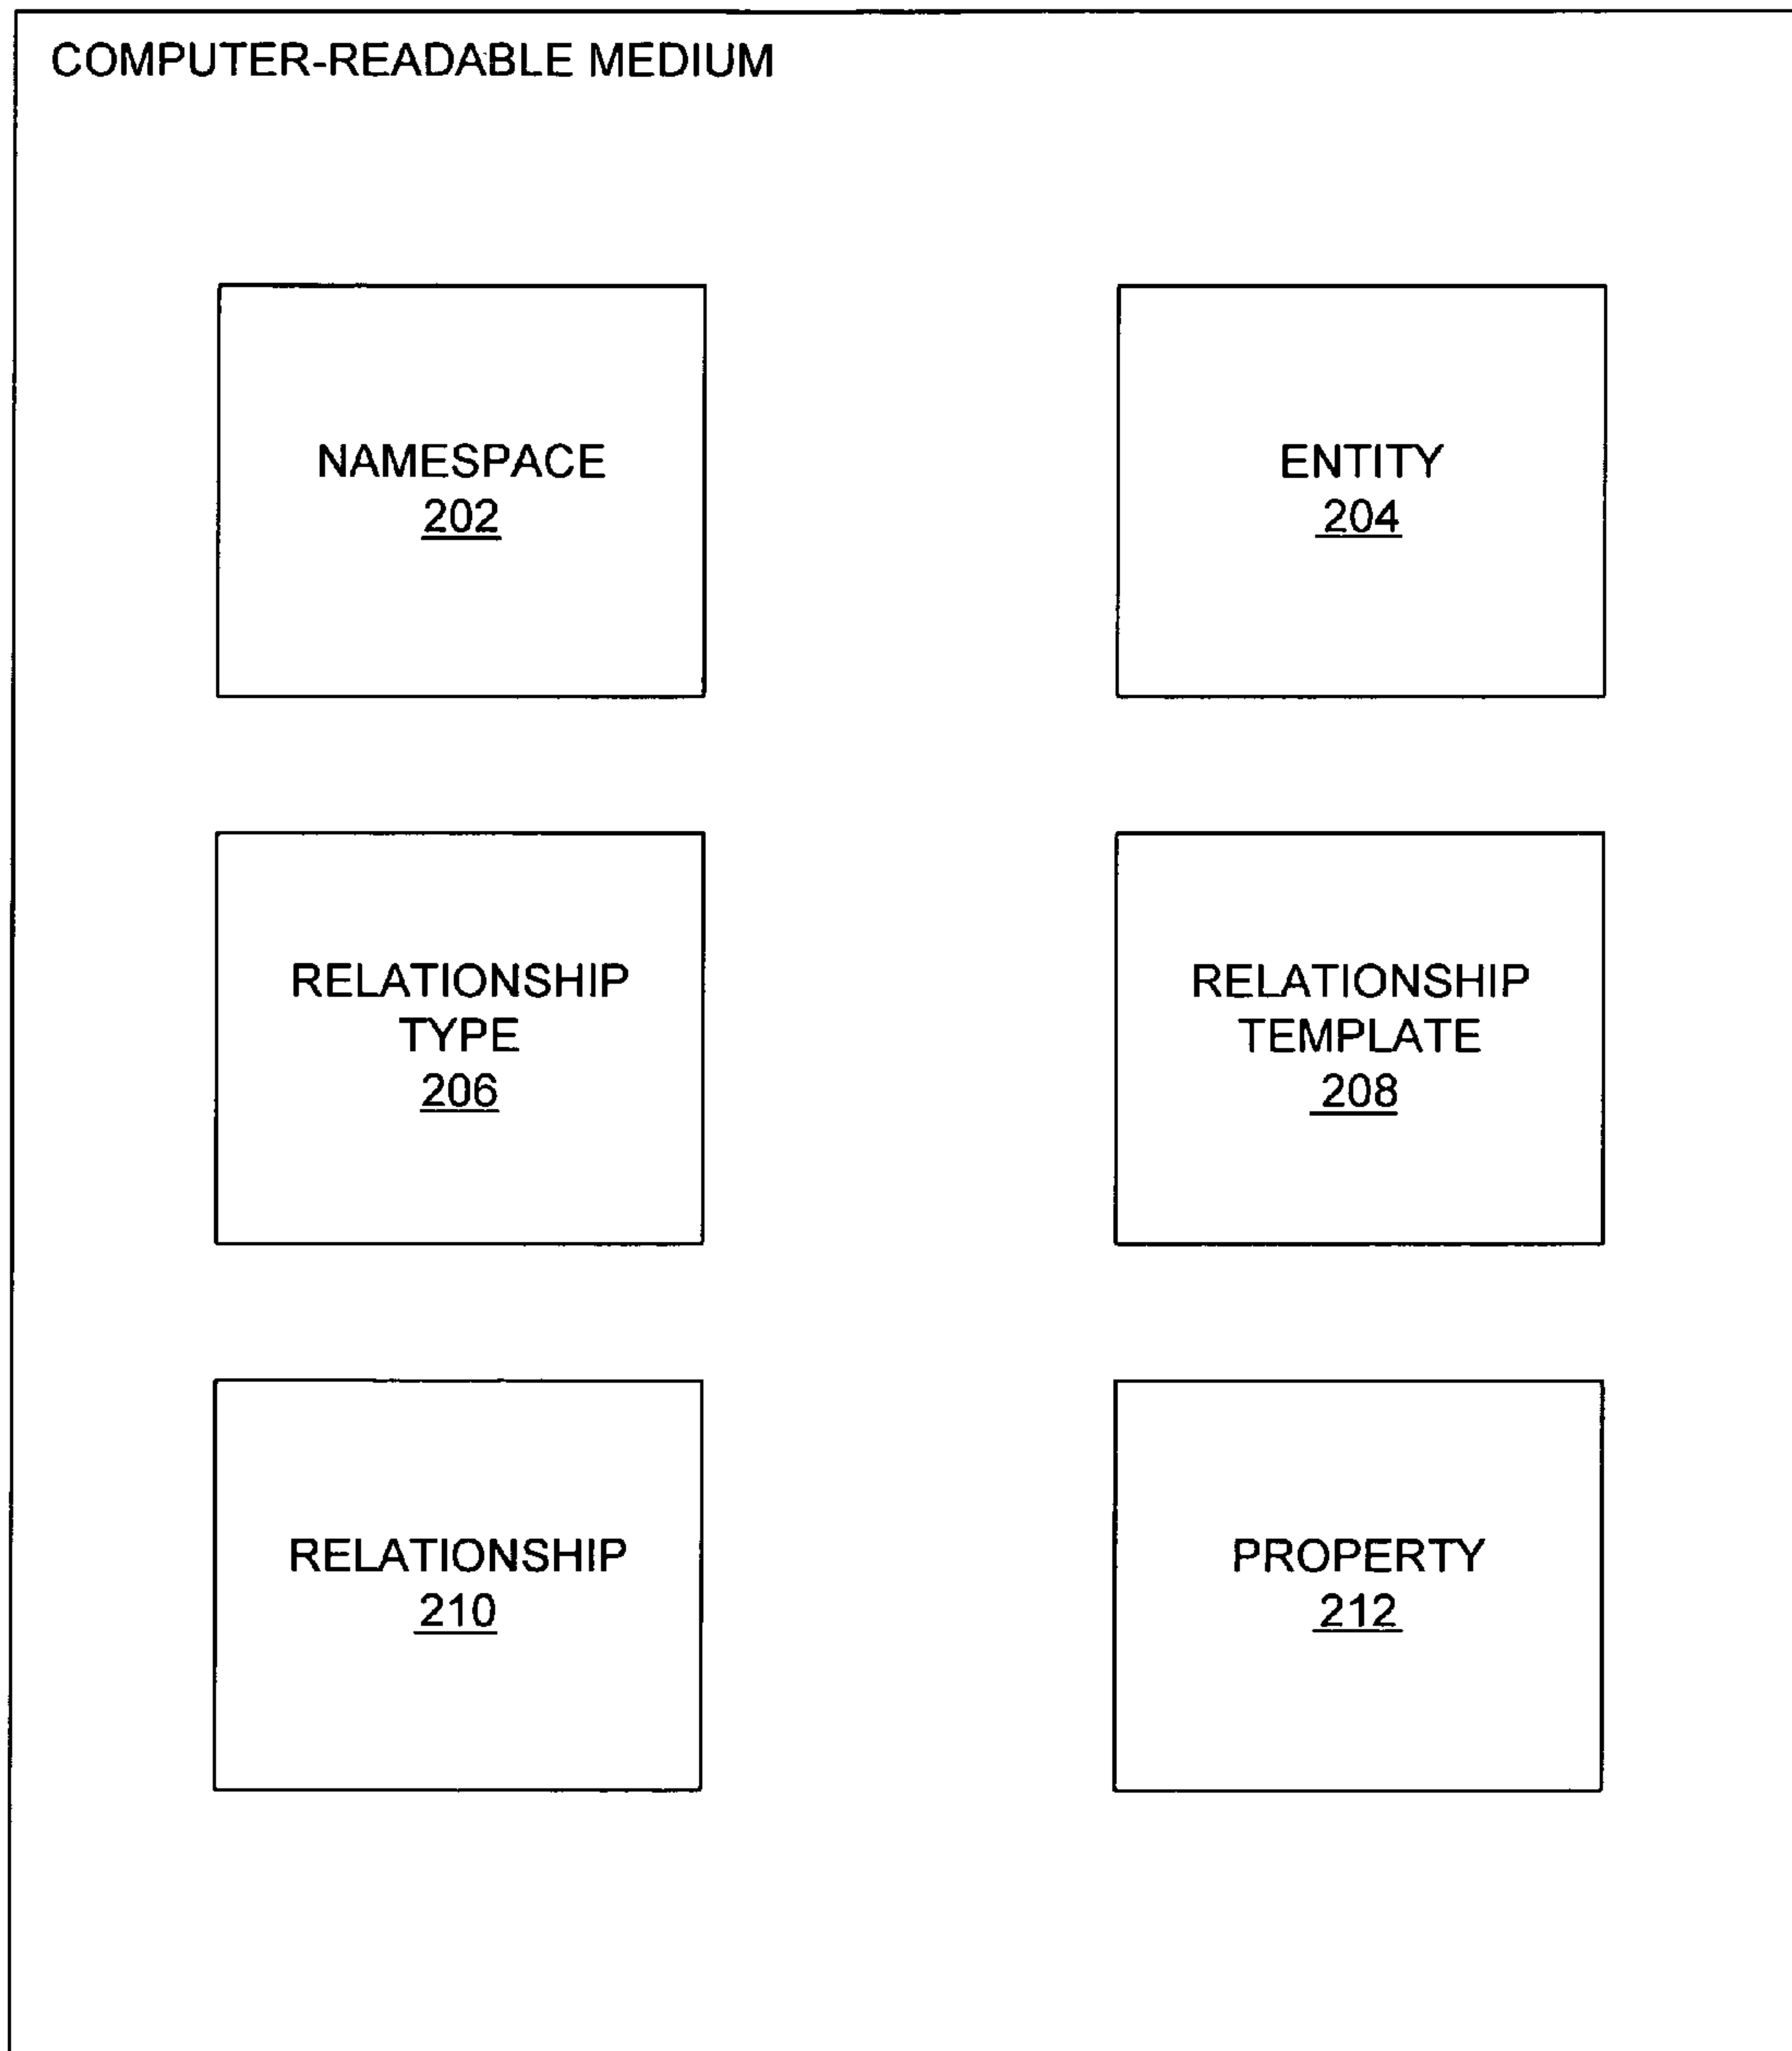 COMPUTER-READABLE MEDIUM
NAMESPACE
202
ENTITY
204
RELATIONSHIP
TYPE
206
RELATIONSHIP
TEMPLATE
208
RELATIONSHIP
210
PROPERTY
212